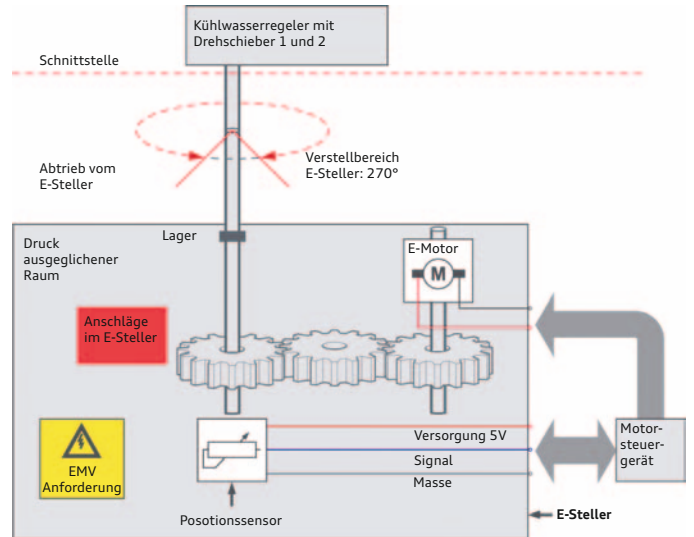 Kühlwasserregeler mit
Drehschieber 1 und 2
Schnittstelle
Abtrieb vom
E-Steller
Verstellbereich
E-Steller: 270°
Lager
Druck
ausgeglichener
Raum
E-Motor
M
Anschläge
im E-Steller
EMV
Anforderung
Versorgung 5V
Signal
Masse
Motor-
steuer-
gerät
Posotionssensor
E-Steller